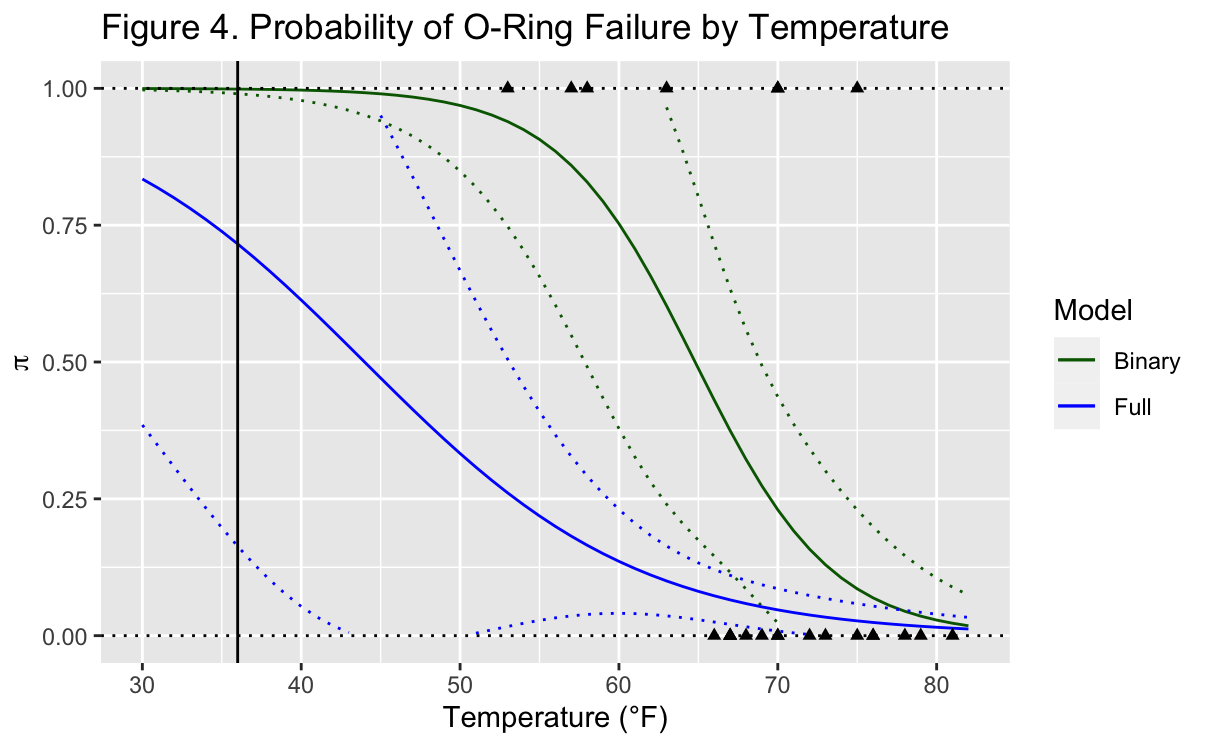 Figure 4. Probability of O-Ring Failure by Temperature
1.00
0.75
π
0.50
0.25
0.00
30 40 50 60 70 80
Temperature (°F)
Model
Binary
Full